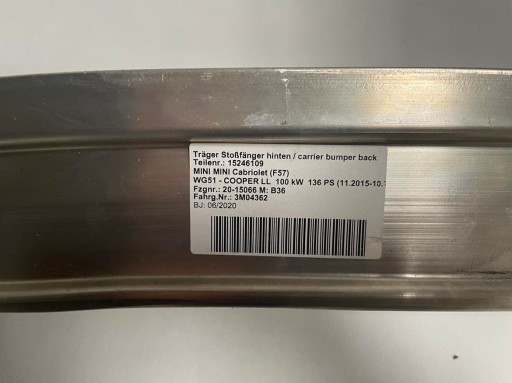 Träger Stoßfänger hinten / carrier bumper back
Teilenr.: 15246109
MINI MINI Cabriolet (F57)
WG51 - COOPER LL 100 kW 136 PS (11.2015-10.
Fzgnr.: 20-15066 M: B36
Fahrg.Nr.: 3M04362
BJ: 06/2020